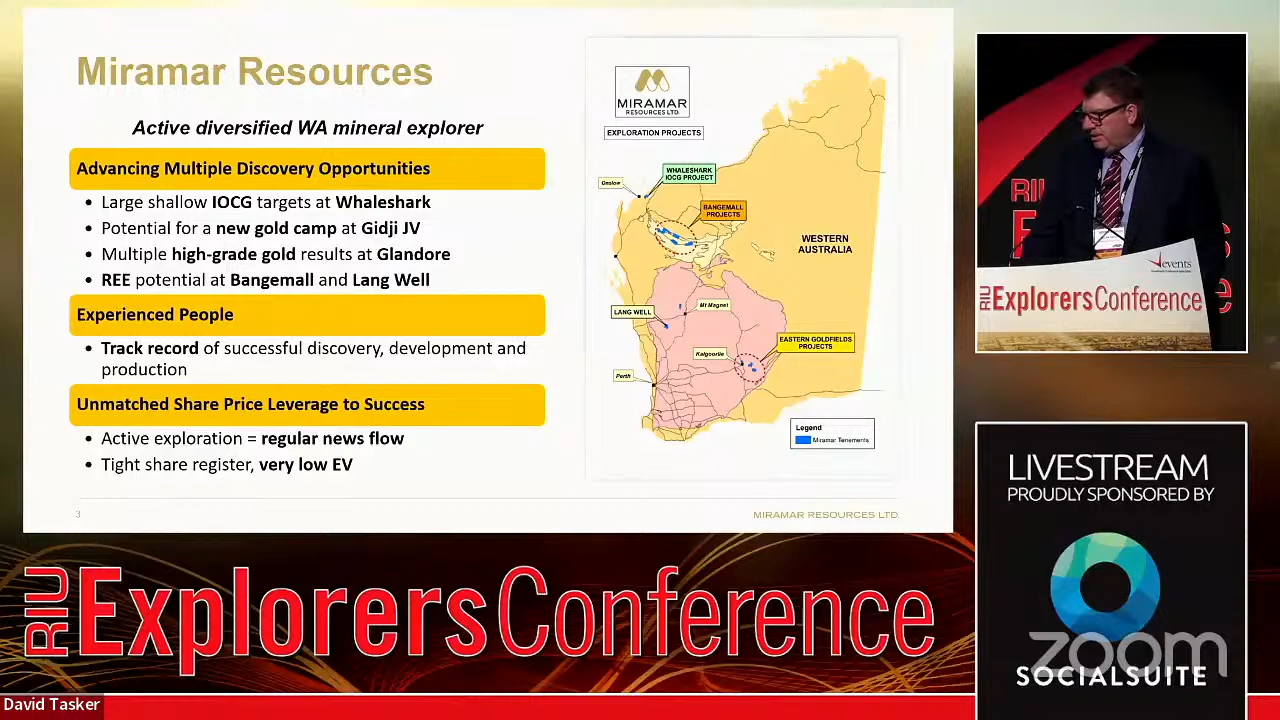 Miramar Resources
Active diversified WA mineral explorer
Advancing Multiple Discovery Opportunities
• Large shallow IOCG targets at Whaleshark
• Potential for a new gold camp at Gidji JV
• Multiple high-grade gold results at Glandore
• REE potential at Bangemall and Lang Well
Experienced People
• Track record of successful discovery, development and
production
Unmatched Share Price Leverage to Success
• Active exploration = regular news flow
• Tight share register, very low EV
3
MIRAMAR RESOURCES LTD
MIRAMAR
RESOURCES LTD
EXPLORATION PROJECTS
WHALESHARK
IOCG PROJECT
Onslow
BANGEMALL
PROJECTS
WESTERN
AUSTRALIA
LANG WELL
Mt Magnet
EASTERN GOLDFIELDS
PROJECTS
Kalgoorlie
Perth
Legend
Miramar Tenements
RIU
E
events
RIU ExplorersConference
LIVESTREAM
PROUDLY SPONSORED BY
zoom
SOCIALSUITE
RIU ExplorersConference
David Tasker